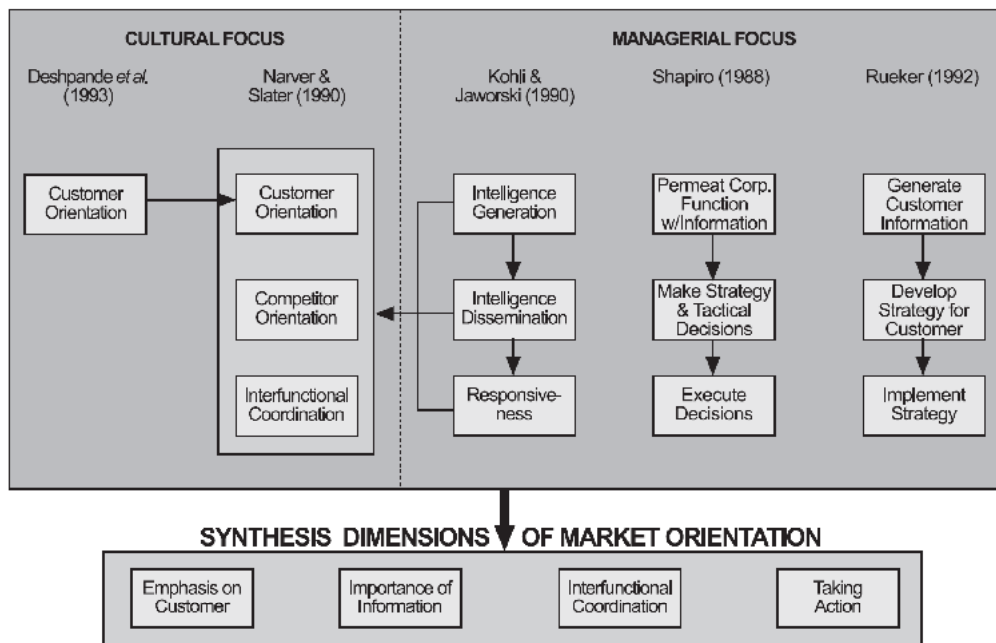 CULTURAL FOCUS
MANAGERIAL FOCUS
Deshpande et al.
(1993)
Narver &
Slater (1990)
Kohli &
Jaworski (1990)
Shapiro (1988)
Rueker (1992)
Customer
Orientation
Customer
Orientation
Competitor
Orientation
Interfunctional
Coordination
Intelligence
Generation
Intelligence
Dissemination
Responsive-
ness
Permeat Corp.
Function
w/Information
Make Strategy
& Tactical
Decisions
Execute
Decisions
Generate
Customer
Information
Develop
Strategy for
Customer
Implement
Strategy
SYNTHESIS DIMENSIONS OF MARKET ORIENTATION
Emphasis on
Customer
Importance of
Information
Interfunctional
Coordination
Taking
Action